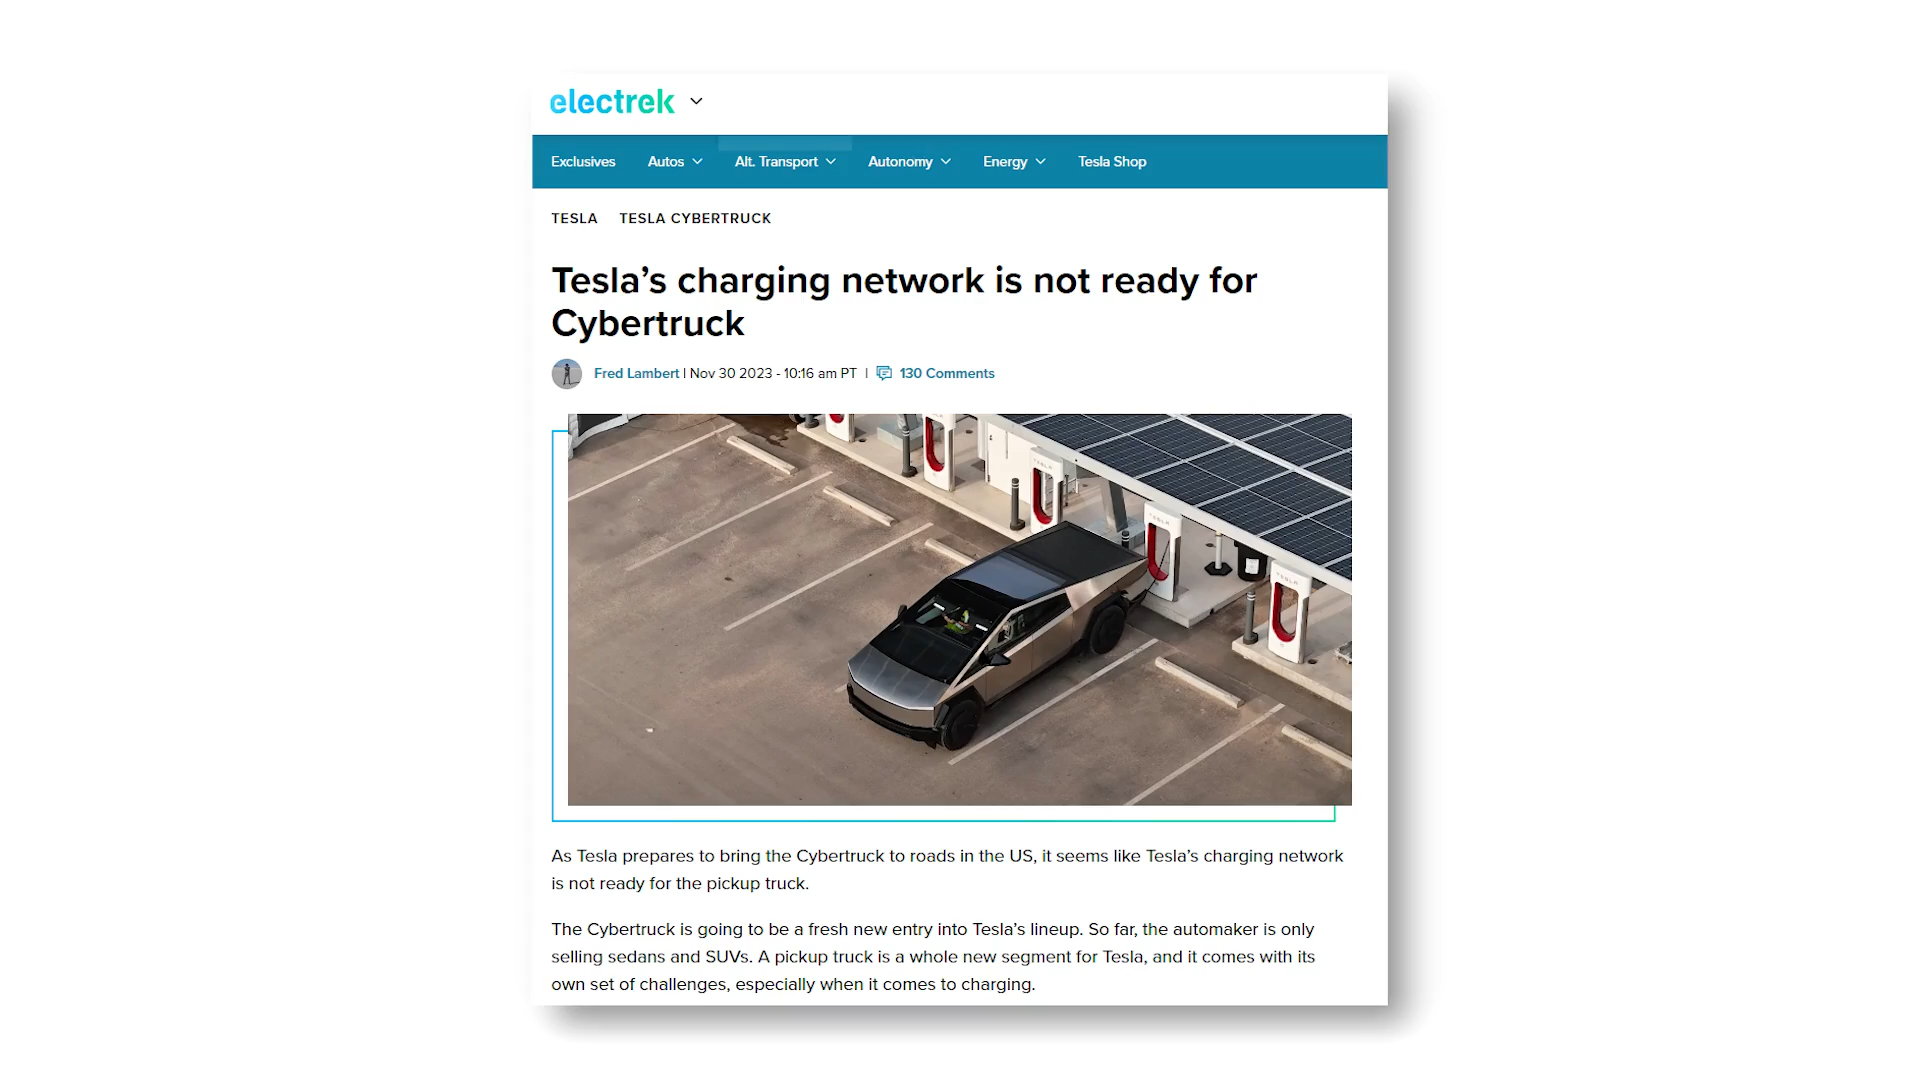 electrek
Exclusives Autos Alt. Transport Autonomy Energy Tesla Shop
TESLA TESLA CYBERTRUCK
Tesla’s charging network is not ready for
Cybertruck
Fred Lambert | Nov 30 2023 - 10:16 am PT | 130 Comments
TESLA
TESLA
TESLA
As Tesla prepares to bring the Cybertruck to roads in the US, it seems like Tesla’s charging network
is not ready for the pickup truck.
The Cybertruck is going to be a fresh new entry into Tesla’s lineup. So far, the automaker is only
selling sedans and SUVs. A pickup truck is a whole new segment for Tesla, and it comes with its
own set of challenges, especially when it comes to charging.